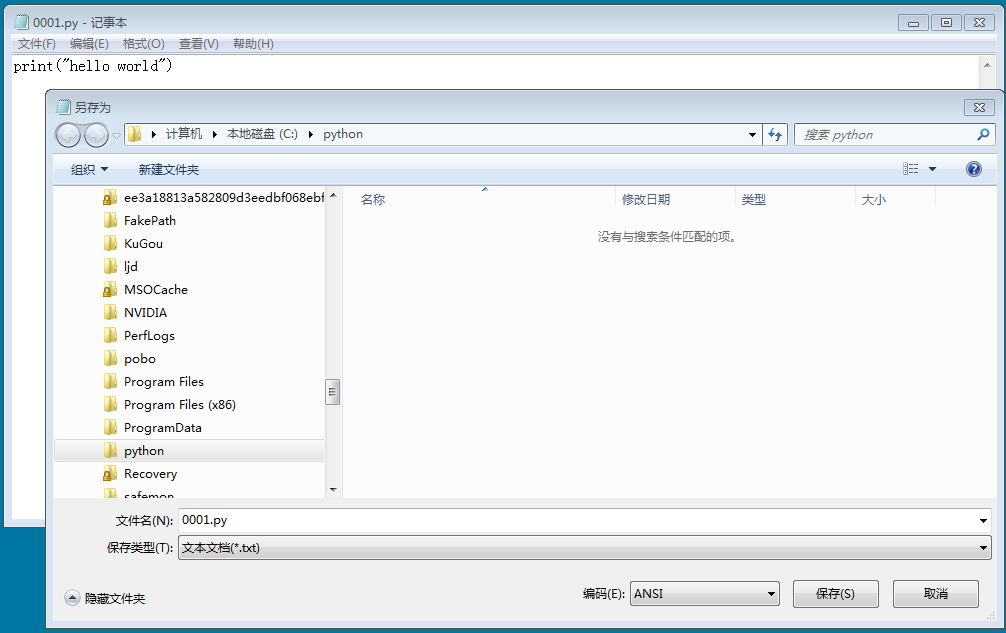 0001.py - 记事本
文件(F) 编辑(E) 格式(O) 查看(V) 帮助(H)
print("hello world")
另存为
计算机 本地磁盘 (C:) python 搜索 python
组织 新建文件夹
名称 修改日期 类型 大小
没有与搜索条件匹配的项。
ee3a18813a582809d3eedbf068ebf
FakePath
KuGou
ljd
MSOCache
NVIDIA
PerfLogs
pobo
Program Files
Program Files (x86)
ProgramData
python
Recovery
safemon
文件名(N): 0001.py
保存类型(T): 文本文档(*.txt)
隐藏文件夹 编码(E): ANSI 保存(S) 取消